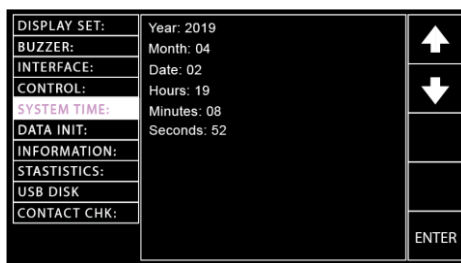 DISPLAY SET:
BUZZER:
INTERFACE:
CONTROL:
SYSTEM TIME:
DATA INIT:
INFORMATION:
STASTISTICS:
USB DISK
CONTACT CHK:
Year: 2019
Month: 04
Date: 02
Hours: 19
Minutes: 08
Seconds: 52
ENTER